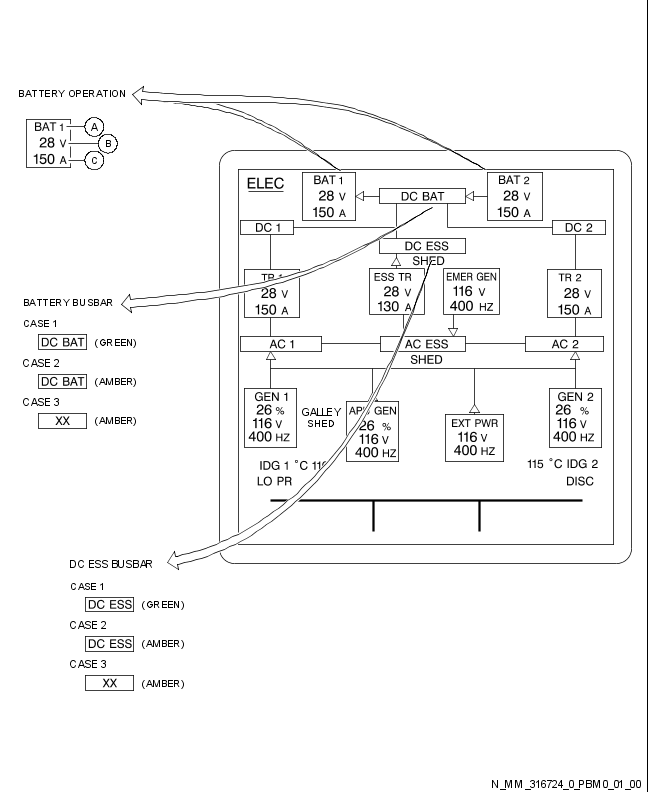 BATTERY OPERATION
BAT 1 A
28 V B
150 A C
ELEC
BAT 1
28 V
150 A
DC BAT
BAT 2
28 V
150 A
DC 1
DC 2
DC ESS
SHED
TR
28 V
150 A
ESS TR
28 V
130 A
EMER GEN
116 V
400 HZ
TR 2
28 V
150 A
BATTERY BUSBAR
CASE 1
DC BAT (GREEN)
CASE 2
DC BAT (AMBER)
CASE 3
XX (AMBER)
AC 1
AC ESS
SHED
AC 2
GEN 1
26 %
116 V
400 HZ
GALLEY
SHED
GEN
26 %
116 V
400 HZ
EXT PWR
116 V
400 HZ
GEN 2
26 %
116 V
400 HZ
IDG 1 °C
LO PR
115 °C IDG 2
DISC
DC ESS BUSBAR
CASE 1
DC ESS (GREEN)
CASE 2
DC ESS (AMBER)
CASE 3
XX (AMBER)
N_MM_316724_0_PBM0_01_00